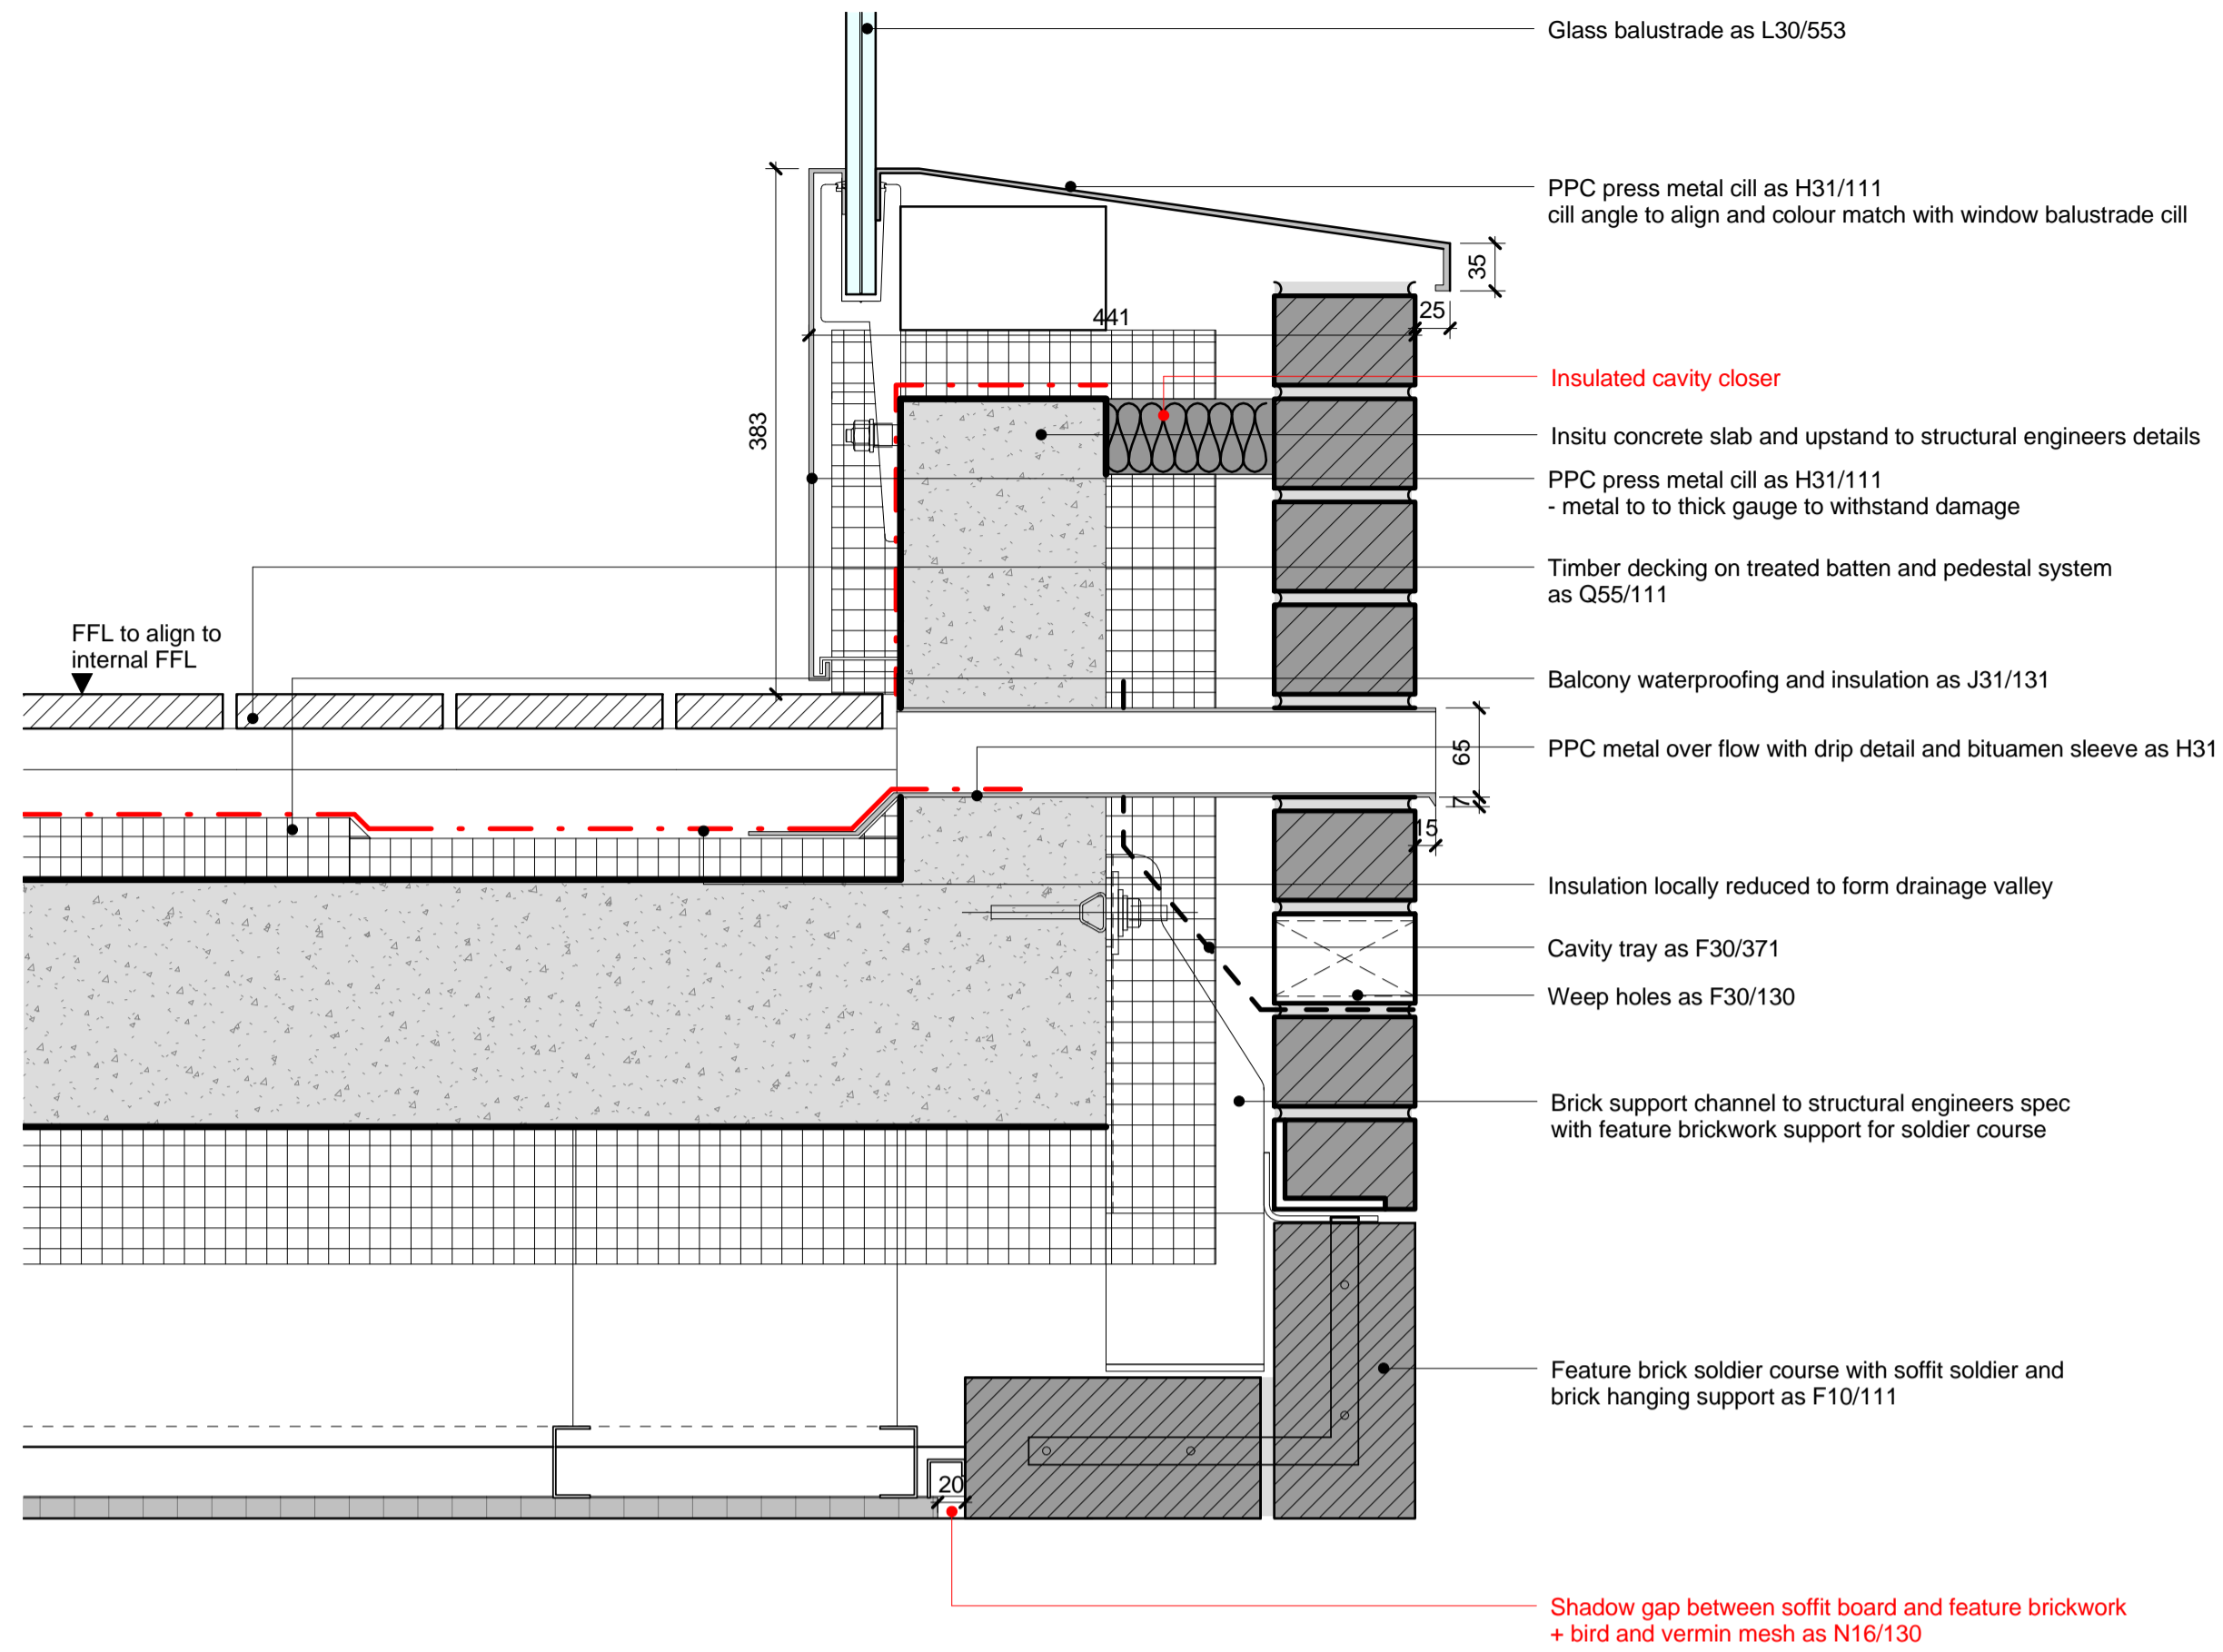 Glass balustrade as L30/553
PPC press metal cill as H31/111
cill angle to align and colour match with window balustrade cill
35
25
441
Insulated cavity closer
383
Insitu concrete slab and upstand to structural engineers details
PPC press metal cill as H31/111
- metal to to thick gauge to withstand damage
Timber decking on treated batten and pedestal system
as Q55/111
FFL to align to
internal FFL
Balcony waterproofing and insulation as J31/131
65
PPC metal over flow with drip detail and bituamen sleeve as H31
7
15
Insulation locally reduced to form drainage valley
Cavity tray as F30/371
Weep holes as F30/130
Brick support channel to structural engineers spec
with feature brickwork support for soldier course
Feature brick soldier course with soffit soldier and
brick hanging support as F10/111
20
Shadow gap between soffit board and feature brickwork
+ bird and vermin mesh as N16/130